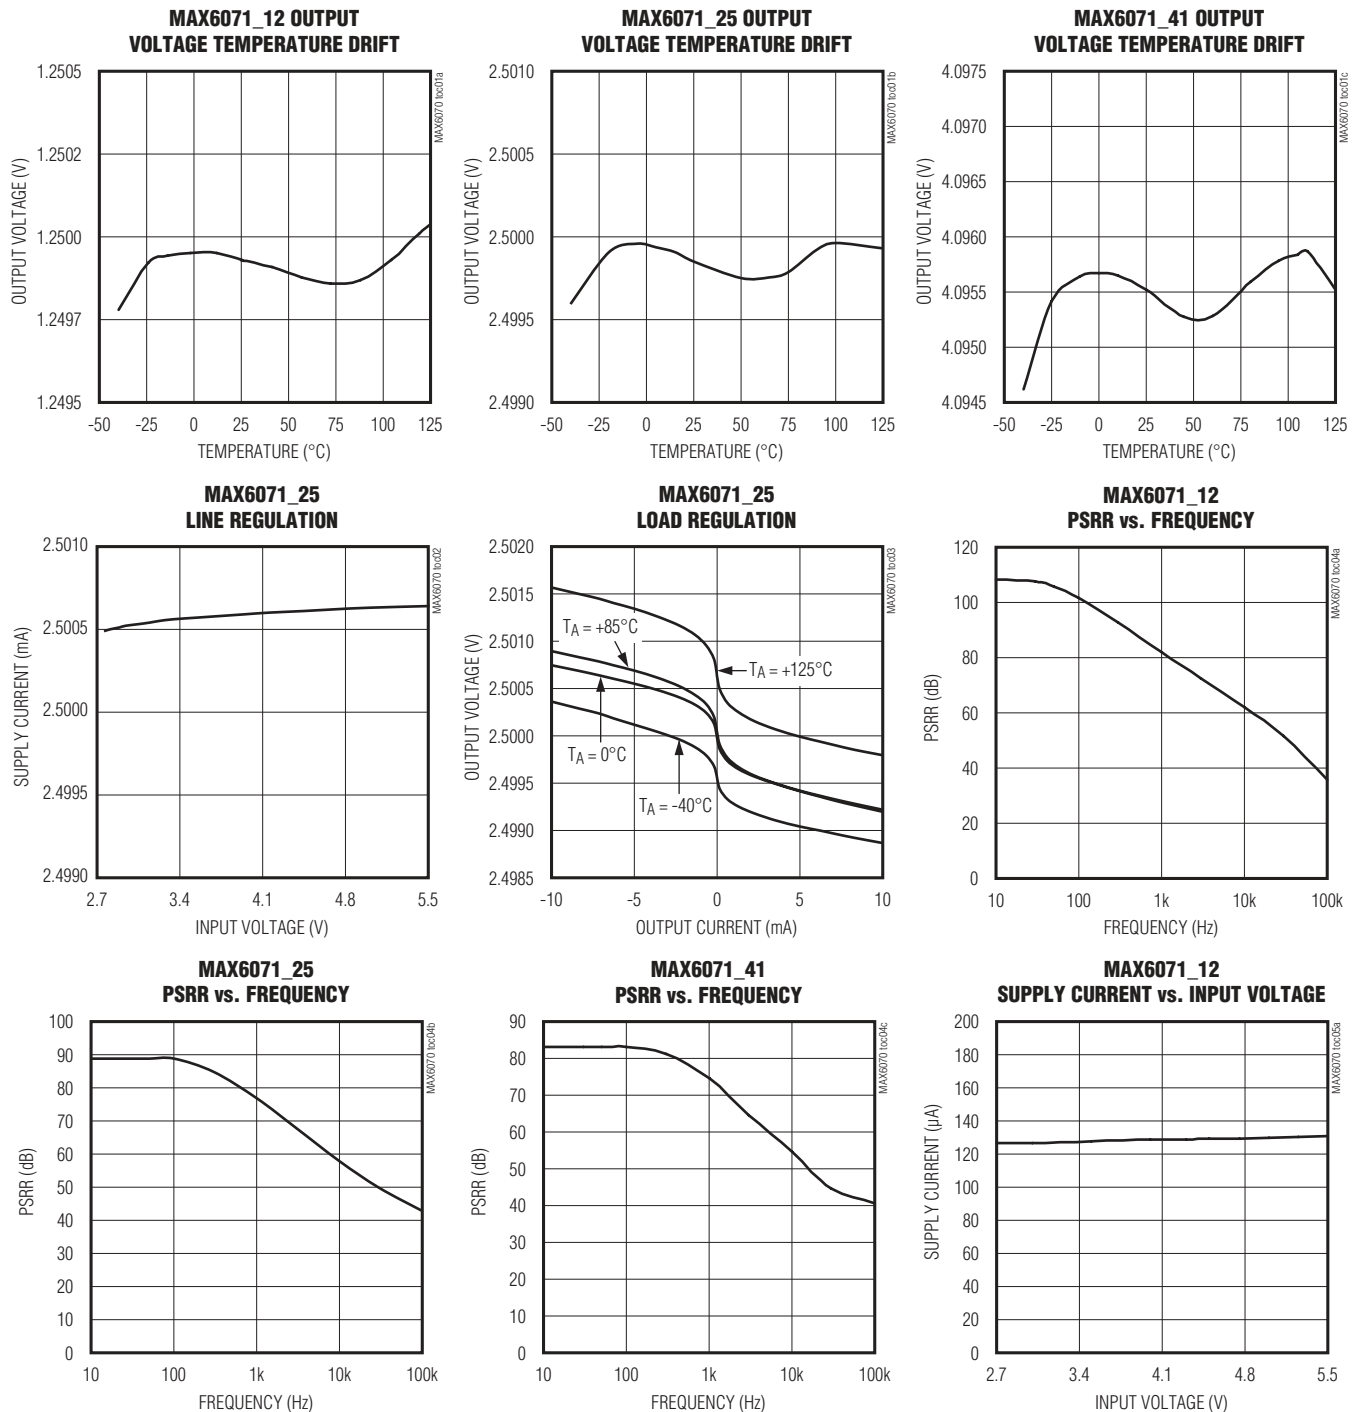 MAX6071_12 OUTPUT
VOLTAGE TEMPERATURE DRIFT
MAX6070 toc01a
OUTPUT VOLTAGE (V)
1.2505
1.2502
1.2500
1.2497
1.2495
-50 -25 0 25 50 75 100 125
TEMPERATURE (°C)
MAX6071_25 OUTPUT
VOLTAGE TEMPERATURE DRIFT
MAX6070 toc01b
OUTPUT VOLTAGE (V)
2.5010
2.5005
2.5000
2.4995
2.4990
-50 -25 0 25 50 75 100 125
TEMPERATURE (°C)
MAX6071_41 OUTPUT
VOLTAGE TEMPERATURE DRIFT
MAX6070 toc01c
OUTPUT VOLTAGE (V)
4.0975
4.0970
4.0965
4.0960
4.0955
4.0950
4.0945
-50 -25 0 25 50 75 100 125
TEMPERATURE (°C)
MAX6071_25
LINE REGULATION
MAX6070 toc02
SUPPLY CURRENT (mA)
2.5010
2.5005
2.5000
2.4995
2.4990
2.7 3.4 4.1 4.8 5.5
INPUT VOLTAGE (V)
MAX6071_25
LOAD REGULATION
MAX6070 toc03
OUTPUT VOLTAGE (V)
2.5020
2.5015
2.5010
2.5005
2.5000
2.4995
2.4990
2.4985
TA = +85°C
TA = +125°C
TA = 0°C
TA = -40°C
-10 -5 0 5 10
OUTPUT CURRENT (mA)
MAX6071_12
PSRR vs. FREQUENCY
MAX6070 toc04a
PSRR (dB)
120
100
80
60
40
20
0
10 100 1k 10k 100k
FREQUENCY (Hz)
MAX6071_25
PSRR vs. FREQUENCY
MAX6070 toc04b
PSRR (dB)
100
90
80
70
60
50
40
30
20
10
0
10 100 1k 10k 100k
FREQUENCY (Hz)
MAX6071_41
PSRR vs. FREQUENCY
MAX6070 toc04c
PSRR (dB)
90
80
70
60
50
40
30
20
10
0
10 100 1k 10k 100k
FREQUENCY (Hz)
MAX6071_12
SUPPLY CURRENT vs. INPUT VOLTAGE
MAX6070 toc05a
SUPPLY CURRENT (µA)
200
180
160
140
120
100
80
60
40
20
0
2.7 3.4 4.1 4.8 5.5
INPUT VOLTAGE (V)